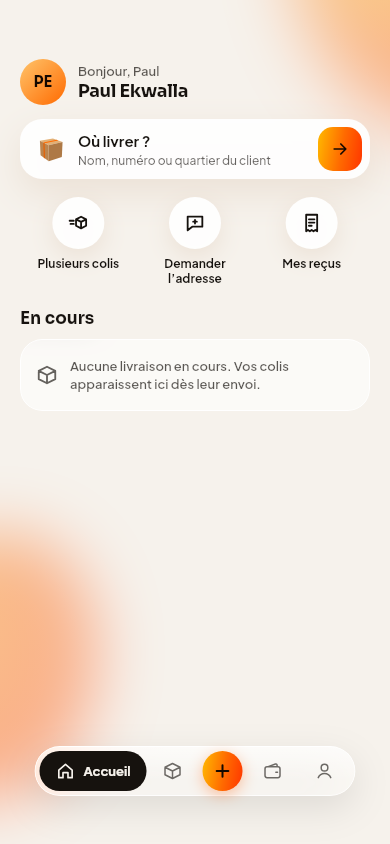 PE
Bonjour, Paul
Paul Ekwalla
Où livrer ?
Nom, numéro ou quartier du client
Plusieurs colis
Demander
l'adresse
Mes reçus
En cours
Aucune livraison en cours. Vos colis
apparaissent ici dès leur envoi.
Accueil